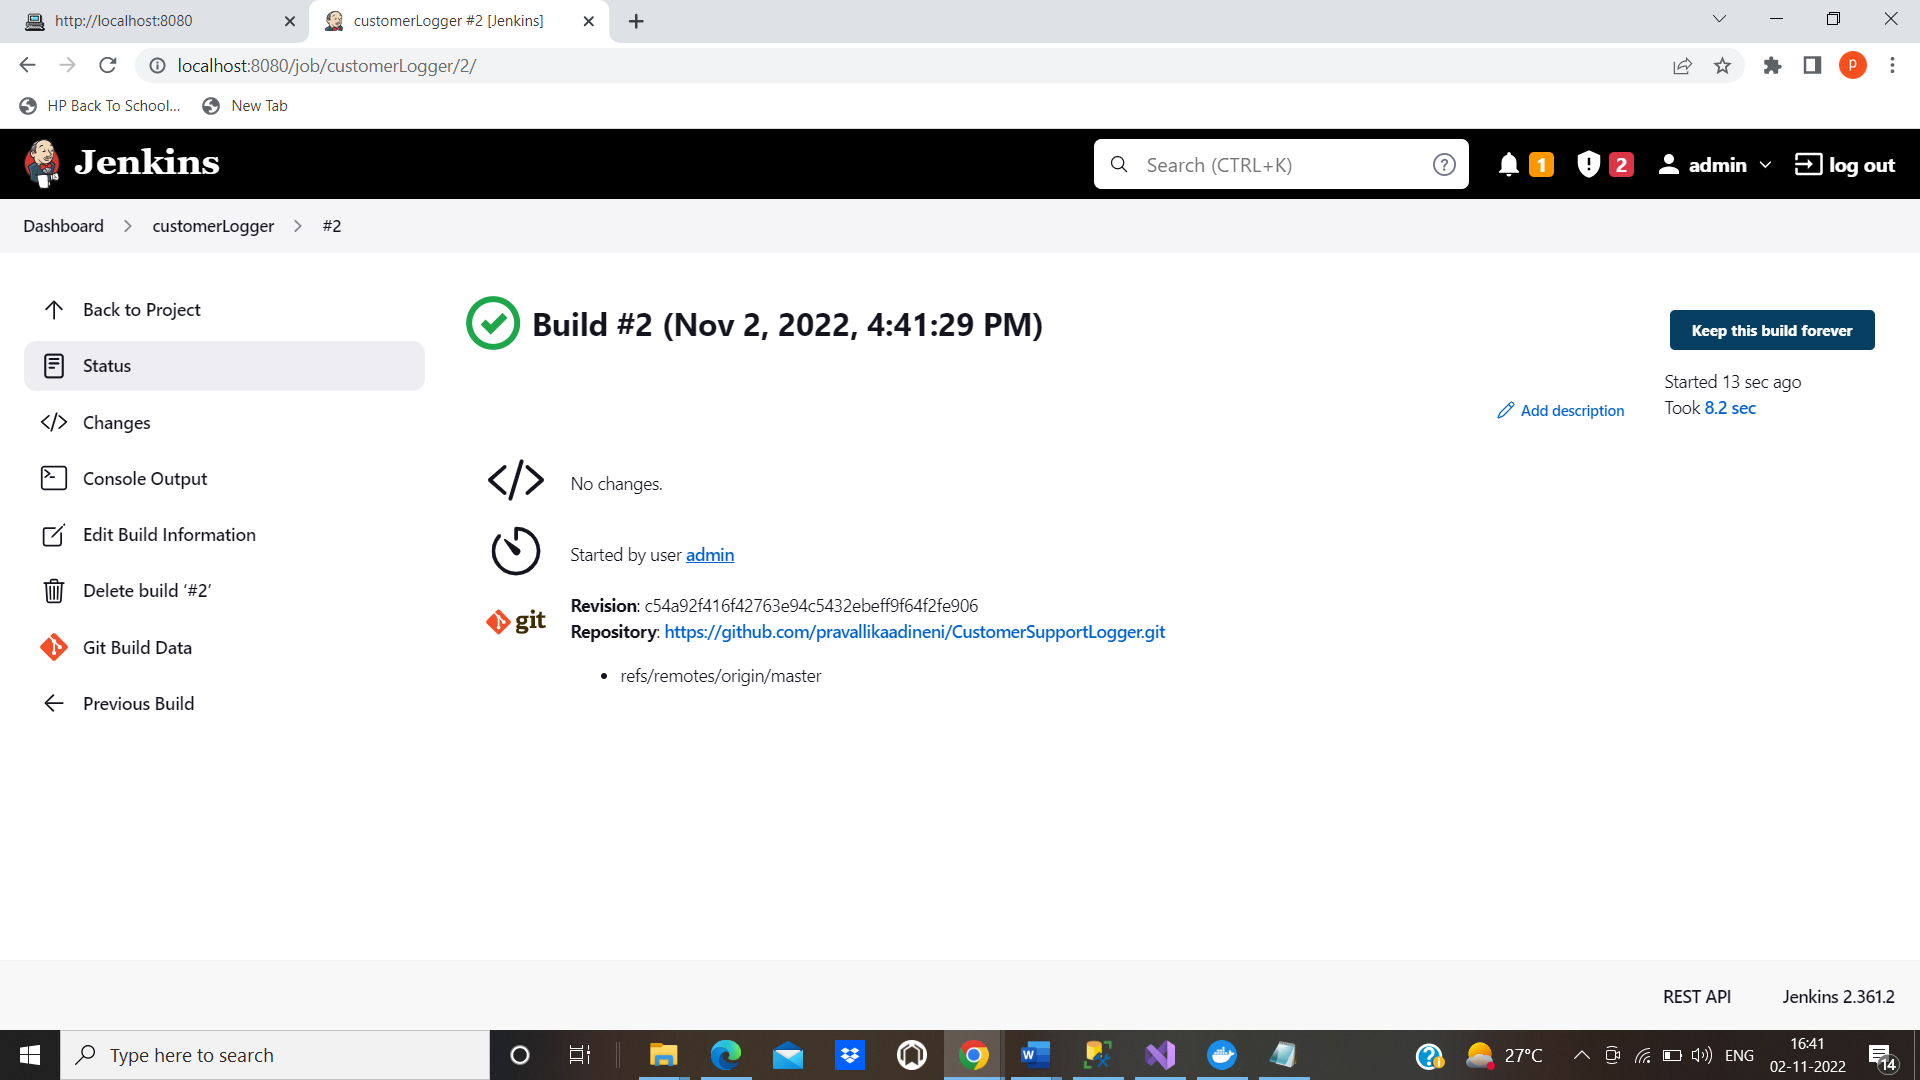 http://localhost:8080
customerLogger #2 [Jenkins]
localhost:8080/job/customerLogger/2/
P
HP Back To School...
New Tab
Jenkins
Search (CTRL+K)
1
2
admin
log out
Dashboard
customerLogger
#2
Back to Project
Status
Changes
Console Output
Edit Build Information
Delete build ‘#2’
Git Build Data
Previous Build
Build #2 (Nov 2, 2022, 4:41:29 PM)
Keep this build forever
Started 13 sec ago
Took 8.2 sec
Add description
No changes.
Started by user admin
git
Revision: c54a92f416f42763e94c5432ebeff9f64f2fe906
Repository: https://github.com/pravallikaadineni/CustomerSupportLogger.git
• refs/remotes/origin/master
REST API
Jenkins 2.361.2
Type here to search
27°C
ENG
16:41
02-11-2022
14